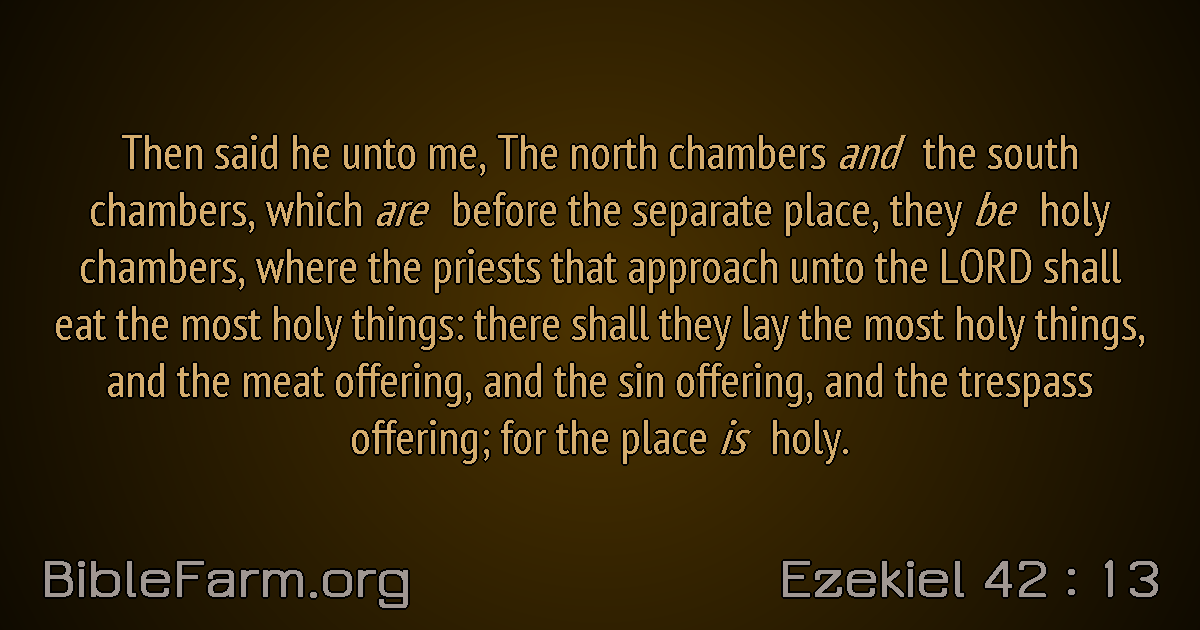 Then said he unto me, The north chambers and the south
chambers, which are before the separate place, they be holy
chambers, where the priests that approach unto the LORD shall
eat the most holy things: there shall they lay the most holy things,
and the meat offering, and the sin offering, and the trespass
offering; for the place is holy.
BibleFarm.org
Ezekiel 42 : 13